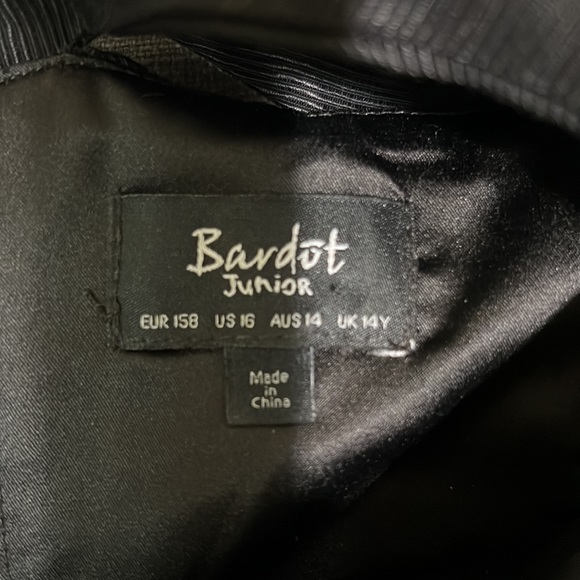 Bardot
Junior
EUR 158 US 16 AUS 14 UK 14Y
Made
in
China